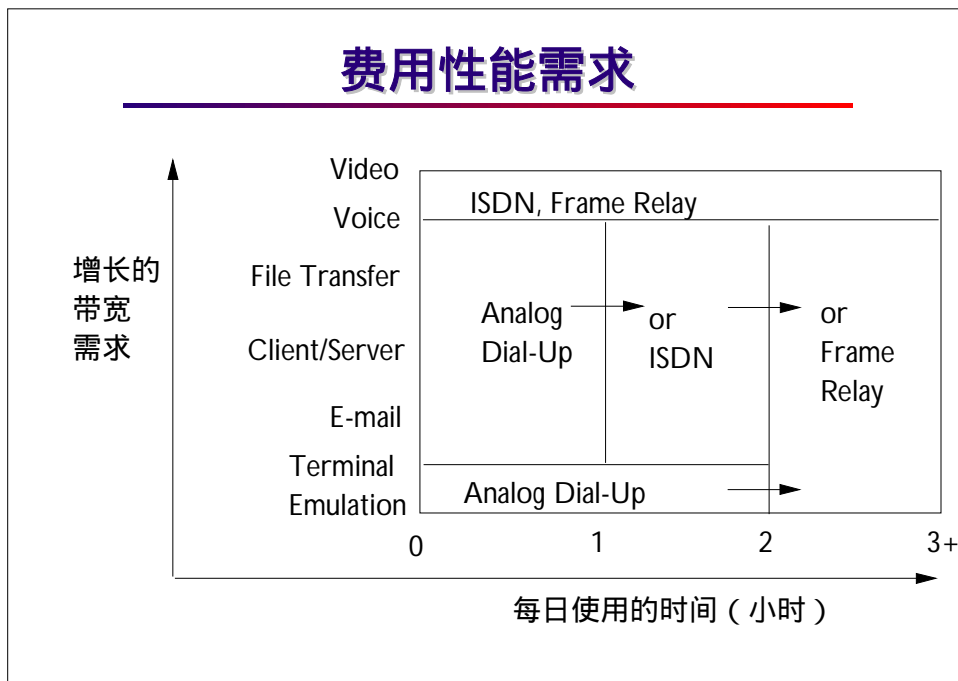 费用性能需求
增长的
带宽
需求
Video
Voice
File Transfer
Client/Server
E-mail
Terminal
Emulation
ISDN, Frame Relay
Analog
Dial-Up
or
ISDN
or
Frame
Relay
Analog Dial-Up
0 1 2 3+
每日使用的时间（小时）